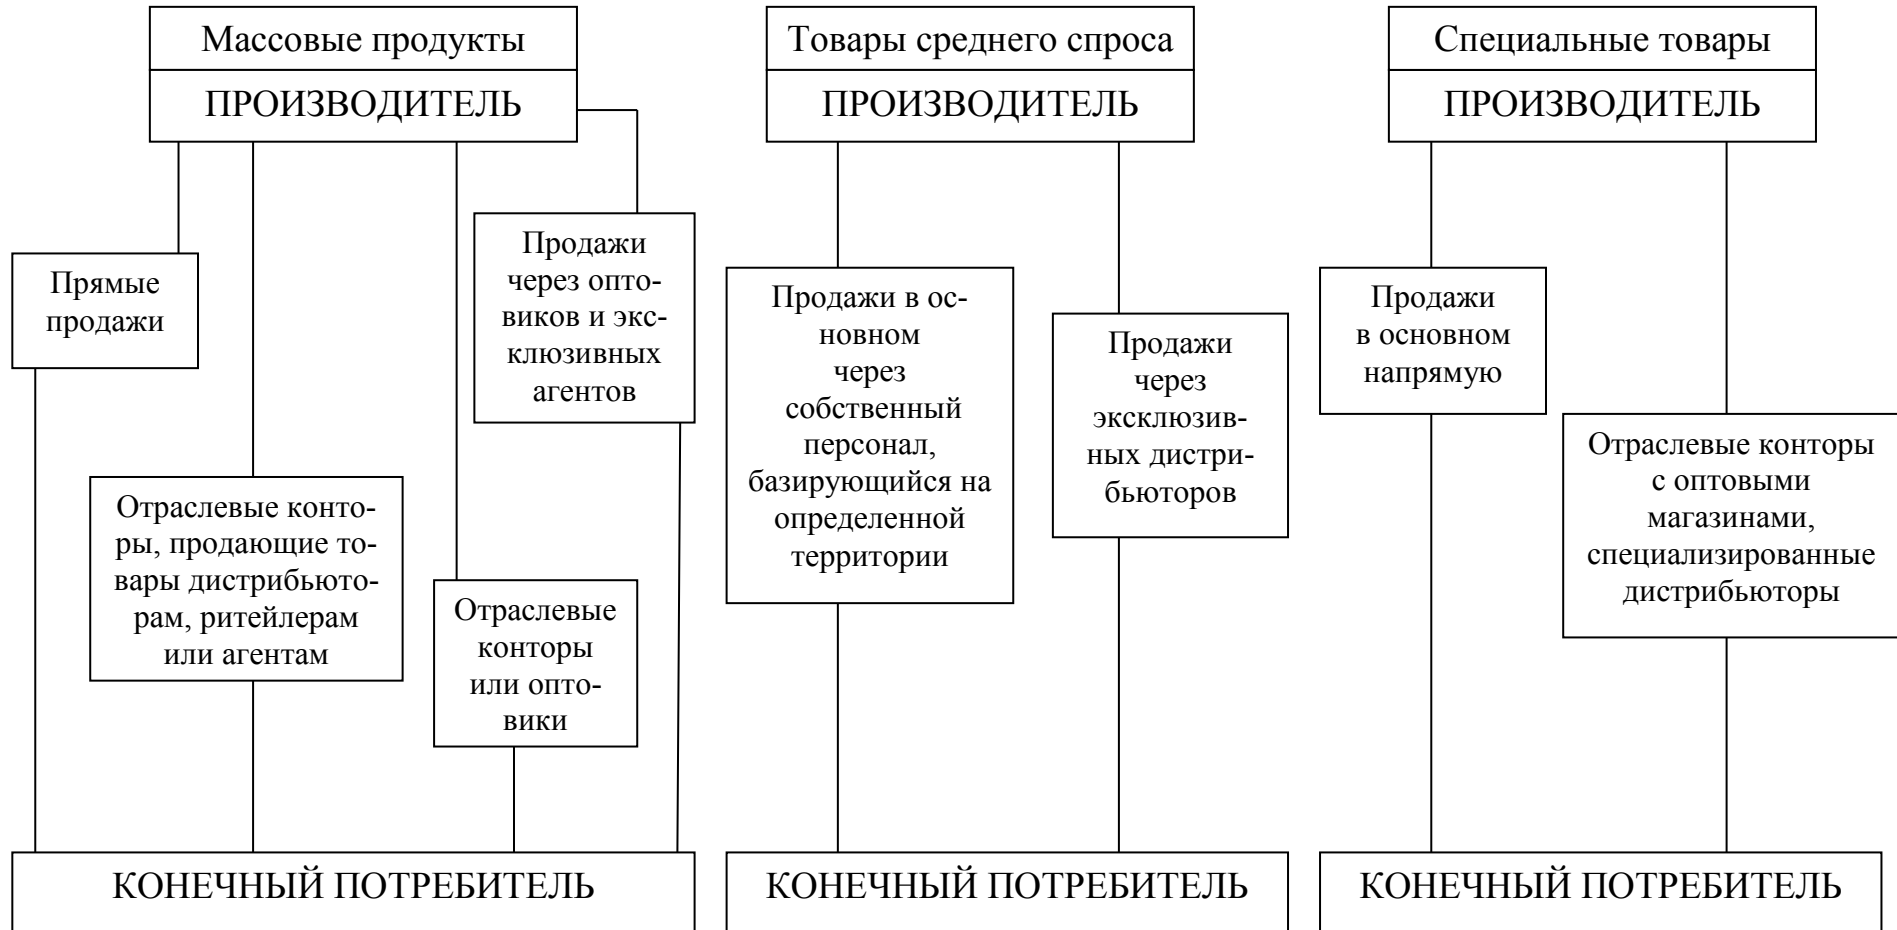 Массовые продукты
ПРОИЗВОДИТЕЛЬ
Прямые
продажи
Отраслевые конто-
ры, продающие то-
вары дистрибьюто-
рам, ритейлерам
или агентам
Отраслевые
конторы
или опто-
вики
Продажи
через опто-
виков и экс-
клюзивных
агентов
КОНЕЧНЫЙ ПОТРЕБИТЕЛЬ
Товары среднего спроса
ПРОИЗВОДИТЕЛЬ
Продажи в ос-
новном
через
собственный
персонал,
базирующийся на
определенной
территории
Продажи
через
эксклюзив-
ных дистри-
бьюторов
КОНЕЧНЫЙ ПОТРЕБИТЕЛЬ
Специальные товары
ПРОИЗВОДИТЕЛЬ
Продажи
в основном
напрямую
Отраслевые конторы
с оптовыми
магазинами,
специализированные
дистрибьюторы
КОНЕЧНЫЙ ПОТРЕБИТЕЛЬ